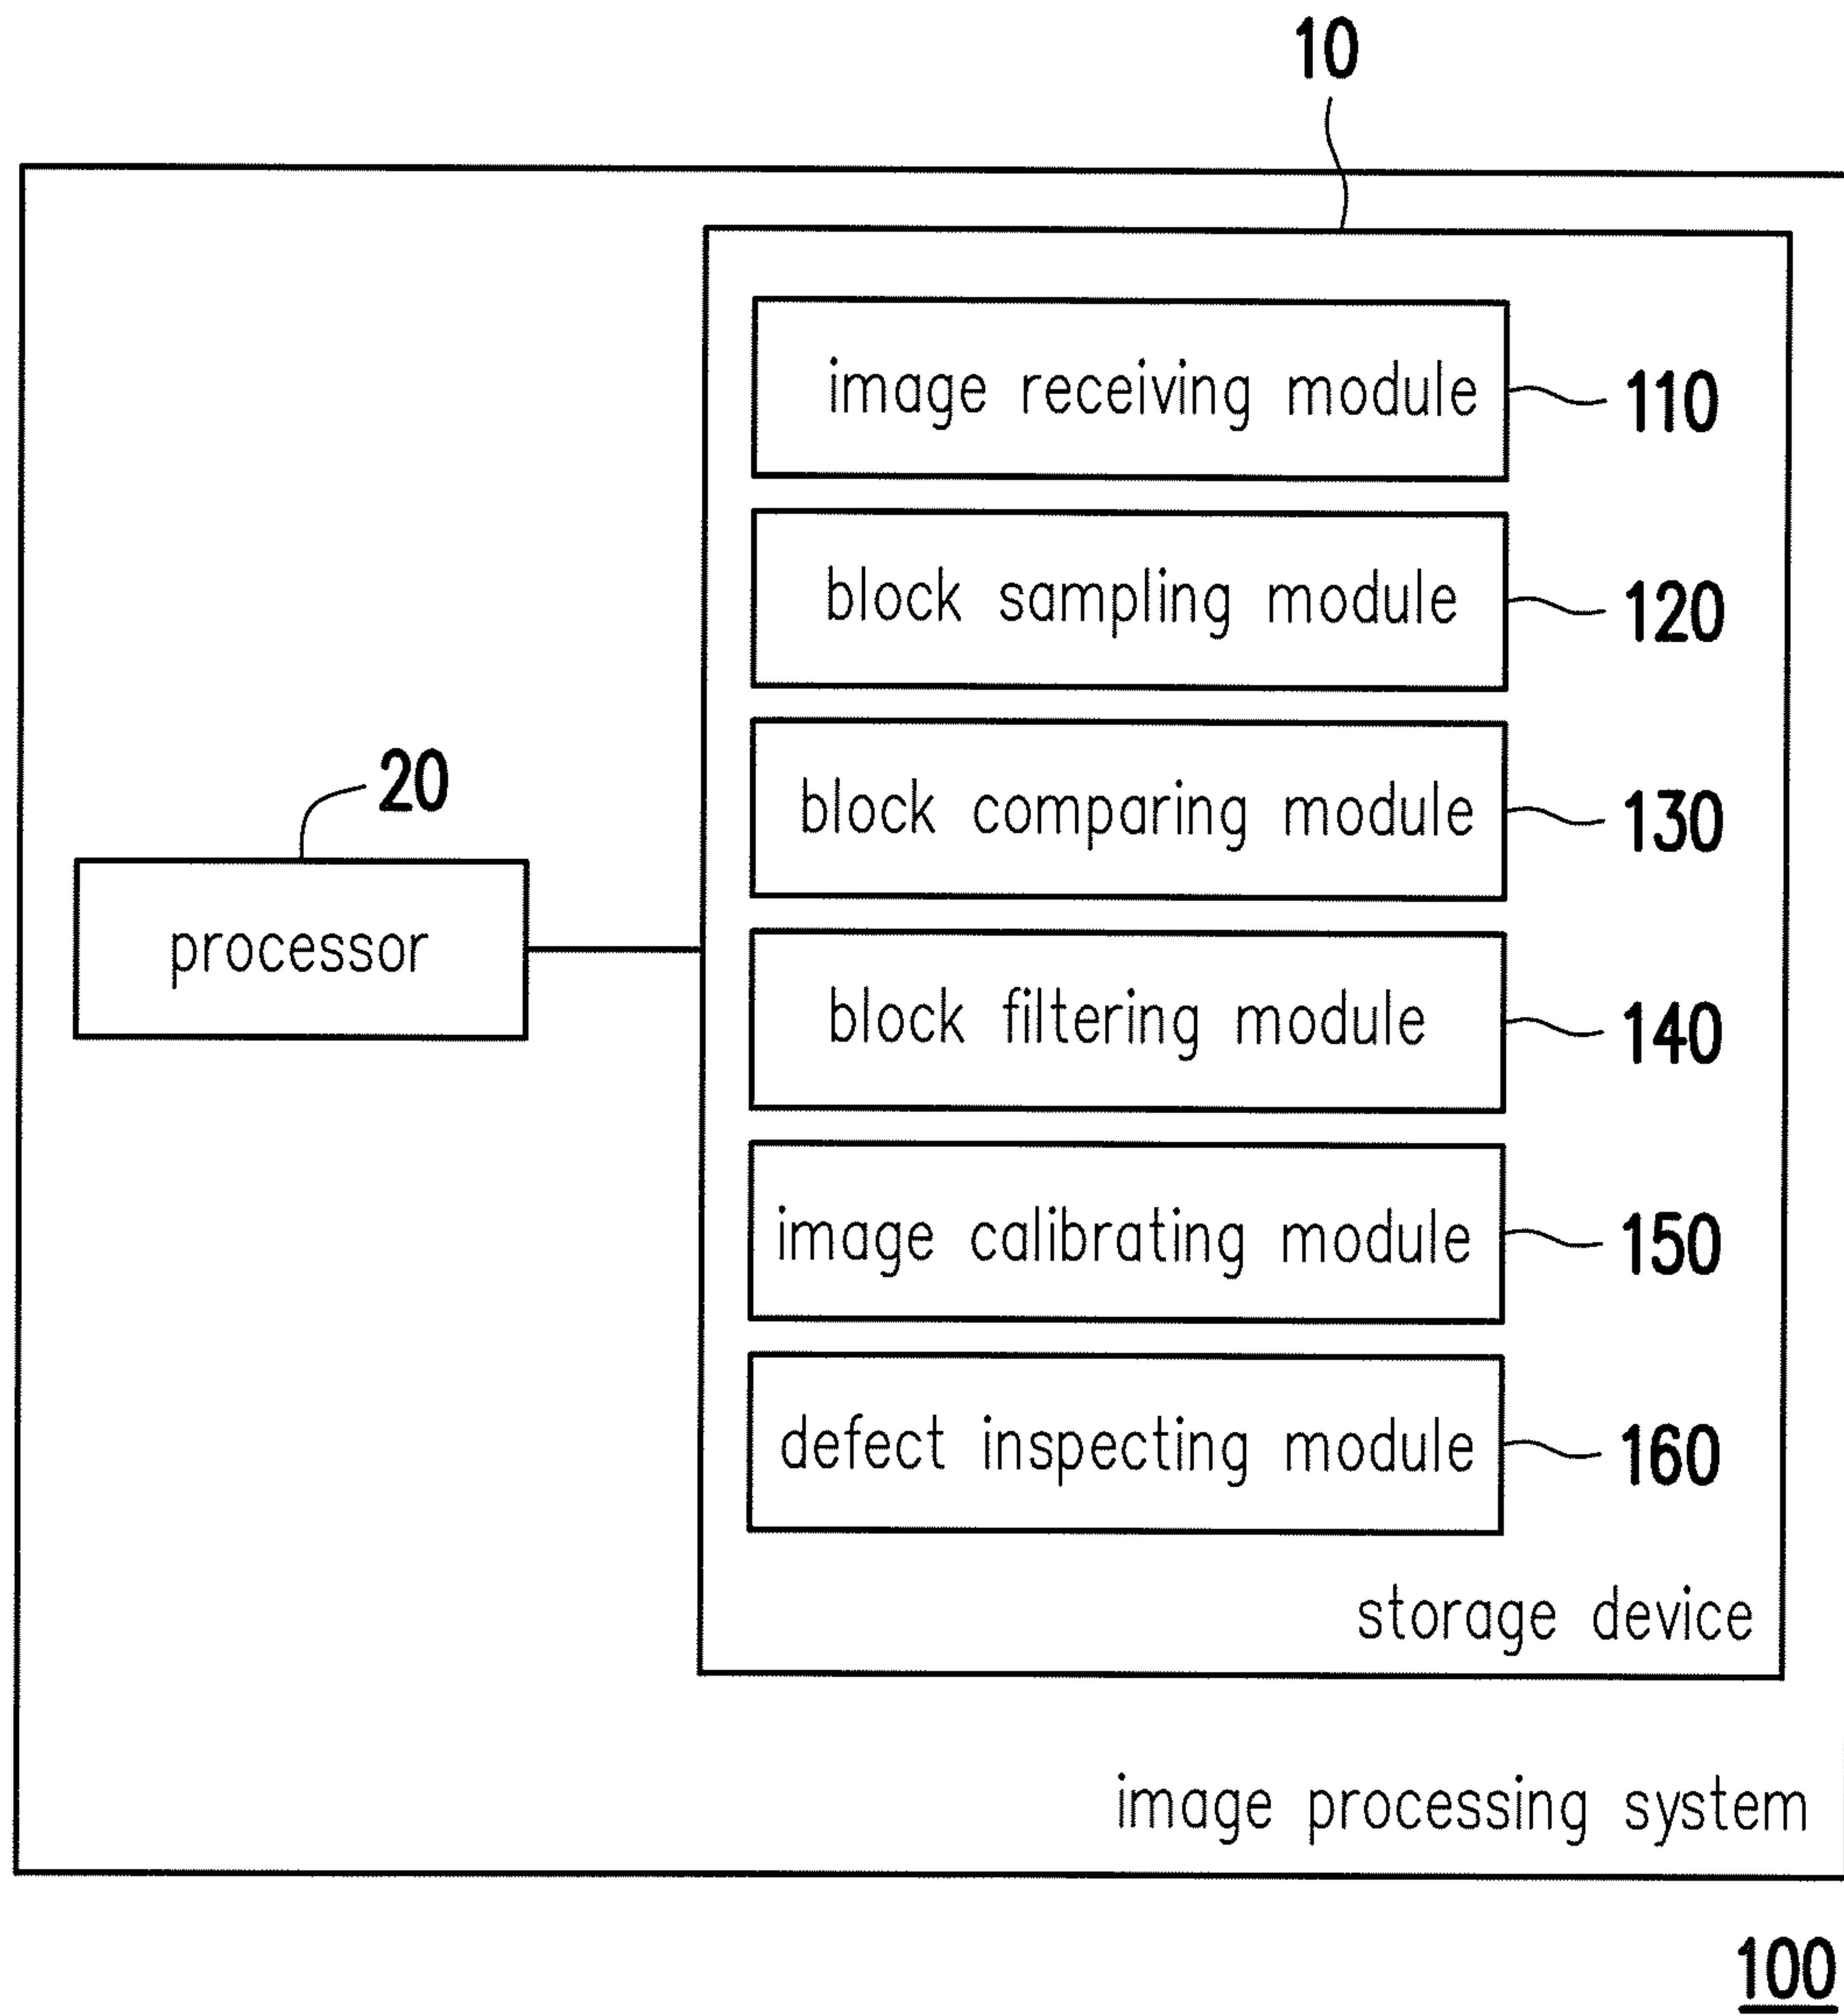 10
image receiving module 110
block sampling module 120
block comparing module 130
20
processor
block filtering module 140
image calibrating module 150
defect inspecting module 160
storage device
image processing system
100